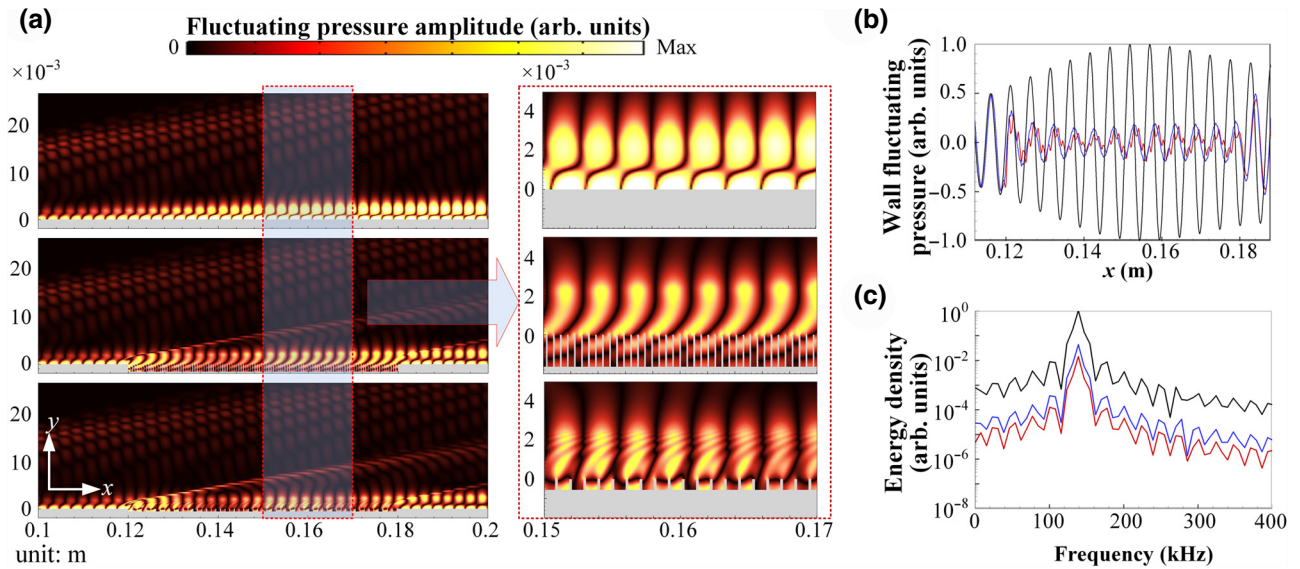 (a)
Fluctuating pressure amplitude (arb. units)
0 Max
×10⁻³
20
10
0
20
10
0
20
10
0
y
x
0.1 0.12 0.14 0.16 0.18 0.2
unit: m
×10⁻³
4
2
0
4
2
0
4
2
0
0.15 0.16 0.17
(b)
Wall fluctuating
pressure (arb. units)
1.0
0.5
0.0
−0.5
−1.0
0.12 0.14 0.16 0.18
x (m)
(c)
Energy density
(arb. units)
10⁰
10⁻²
10⁻⁴
10⁻⁶
10⁻⁸
0 100 200 300 400
Frequency (kHz)